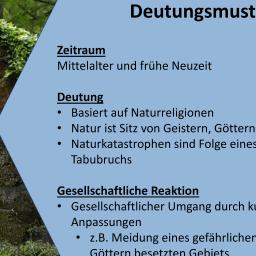 Deutungsmust
Zeitraum
Mittelalter und frühe Neuzeit
Deutung
• Basiert auf Naturreligionen
• Natur ist Sitz von Geistern, Göttern
• Naturkatastrophen sind Folge eines
Tabubruchs
Gesellschaftliche Reaktion
• Gesellschaftlicher Umgang durch ku
Anpassungen
• z.B. Meidung eines gefährlichen
Göttern besetzten Gebiets